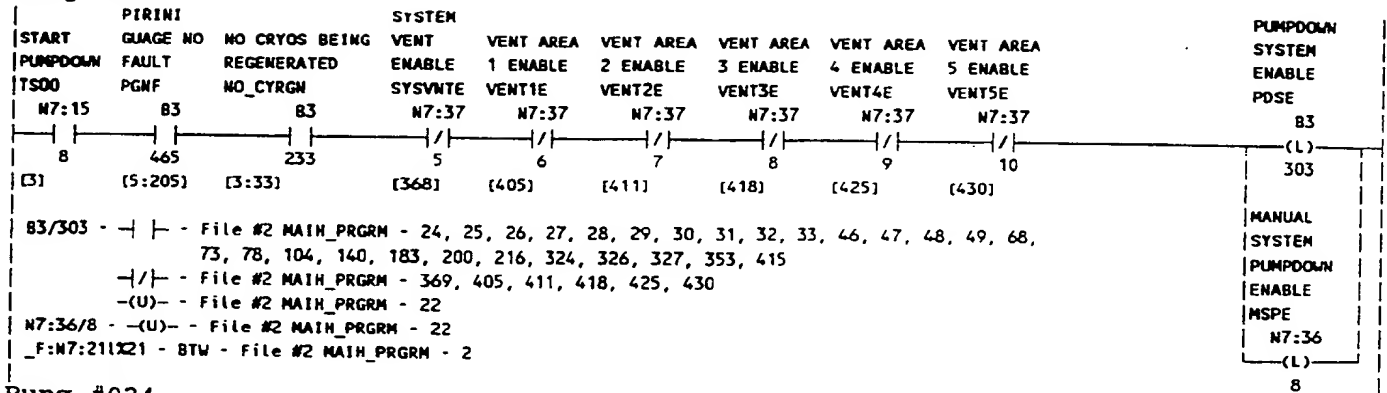 PIRINI SYSTEM PUMPDOWN
START GUAGE NO NO CRYOS BEING VENT VENT AREA VENT AREA VENT AREA VENT AREA VENT AREA SYSTEM
PUMPDOWN FAULT REGENERATED ENABLE 1 ENABLE 2 ENABLE 3 ENABLE 4 ENABLE 5 ENABLE ENABLE
TS00 PGNF NO_CYRGN SYSVNTE VENT1E VENT2E VENT3E VENT4E VENT5E PDSE
N7:15 B3 B3 N7:37 N7:37 N7:37 N7:37 N7:37 N7:37 B3
(L)
8 465 233 5 6 7 8 9 10 303
[3] [5:205] [3:33] [368] [405] [411] [418] [425] [430]
B3/303 - ─┤ ├─ - File #2 MAIN_PRGRM - 24, 25, 26, 27, 28, 29, 30, 31, 32, 33, 46, 47, 48, 49, 68,
73, 78, 104, 140, 183, 200, 216, 324, 326, 327, 353, 415
─┤/├─ - File #2 MAIN_PRGRM - 369, 405, 411, 418, 425, 430
─(U)─ - File #2 MAIN_PRGRM - 22
N7:36/8 - ─(U)─ - File #2 MAIN_PRGRM - 22
_F:N7:211%21 - BTW - File #2 MAIN_PRGRM - 2
MANUAL
SYSTEM
PUMPDOWN
ENABLE
MSPE
N7:36
(L)
8